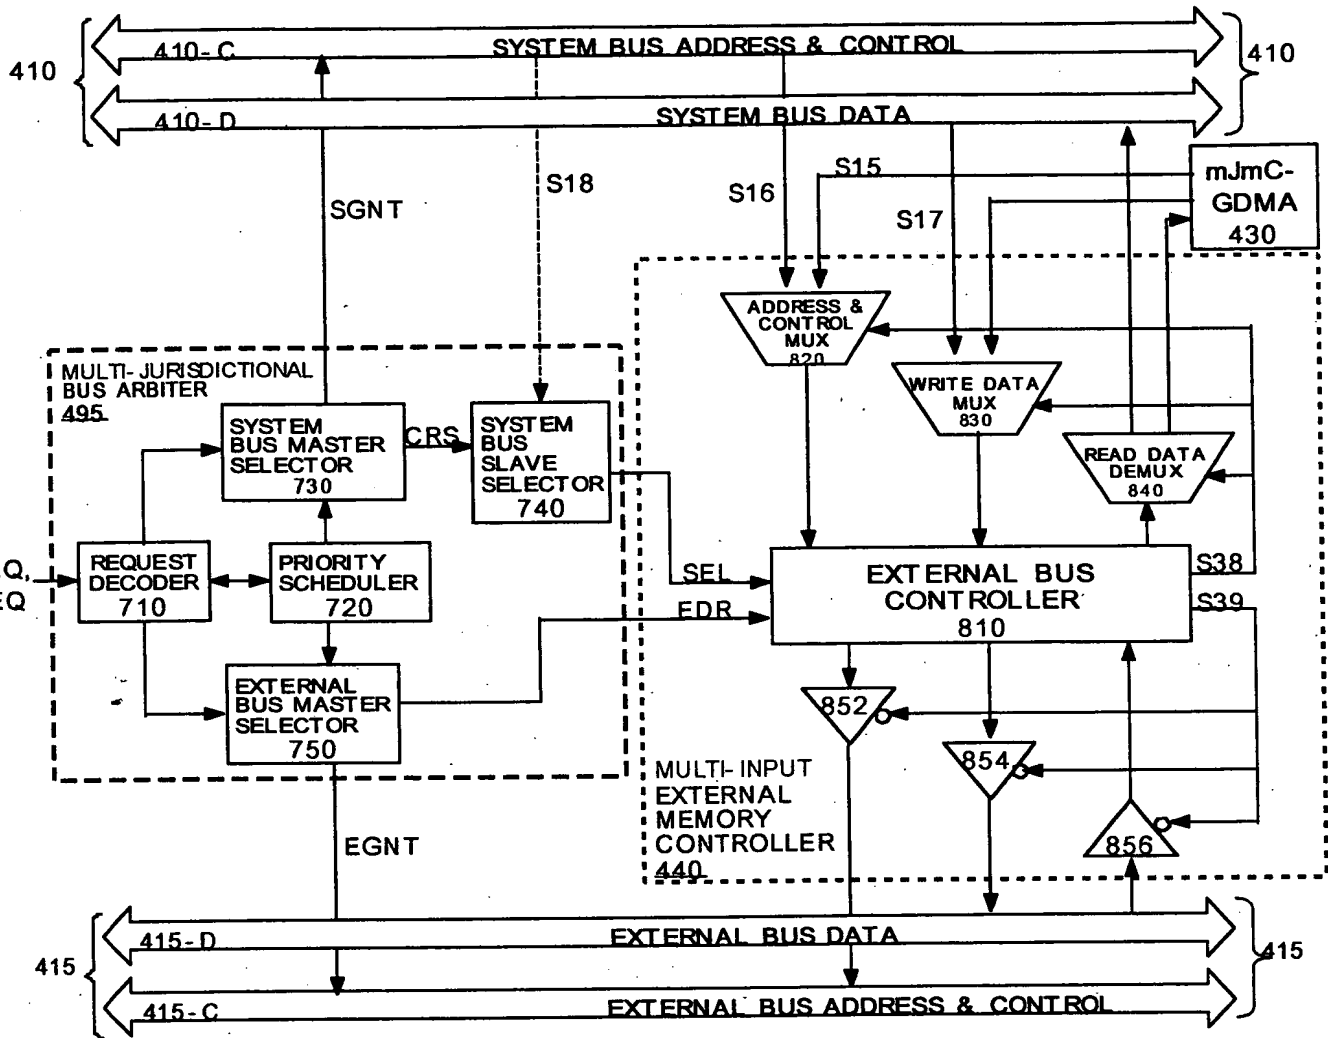 410-C
SYSTEM BUS ADDRESS & CONTROL
410
410
410-D
SYSTEM BUS DATA
mJmC-
GDMA
430
S15
S18
S16
SGNT
S17
ADDRESS &
CONTROL
MUX
820
MULTI-JURISDICTIONAL
BUS ARBITER
495
WRITE DATA
MUX
830
SYSTEM
BUS MASTER
SELECTOR
730
CRS
SYSTEM
BUS
SLAVE
SELECTOR
740
READ DATA
DEMUX
840
Q,
EQ
REQUEST
DECODER
710
PRIORITY
SCHEDULER
720
SEL
EDR
EXTERNAL BUS
CONTROLLER
810
S38
S39
EXTERNAL
BUS MASTER
SELECTOR
750
852
854
856
MULTI-INPUT
EXTERNAL
MEMORY
CONTROLLER
440
EGNT
415-D
EXTERNAL BUS DATA
415
415
415-C
EXTERNAL BUS ADDRESS & CONTROL